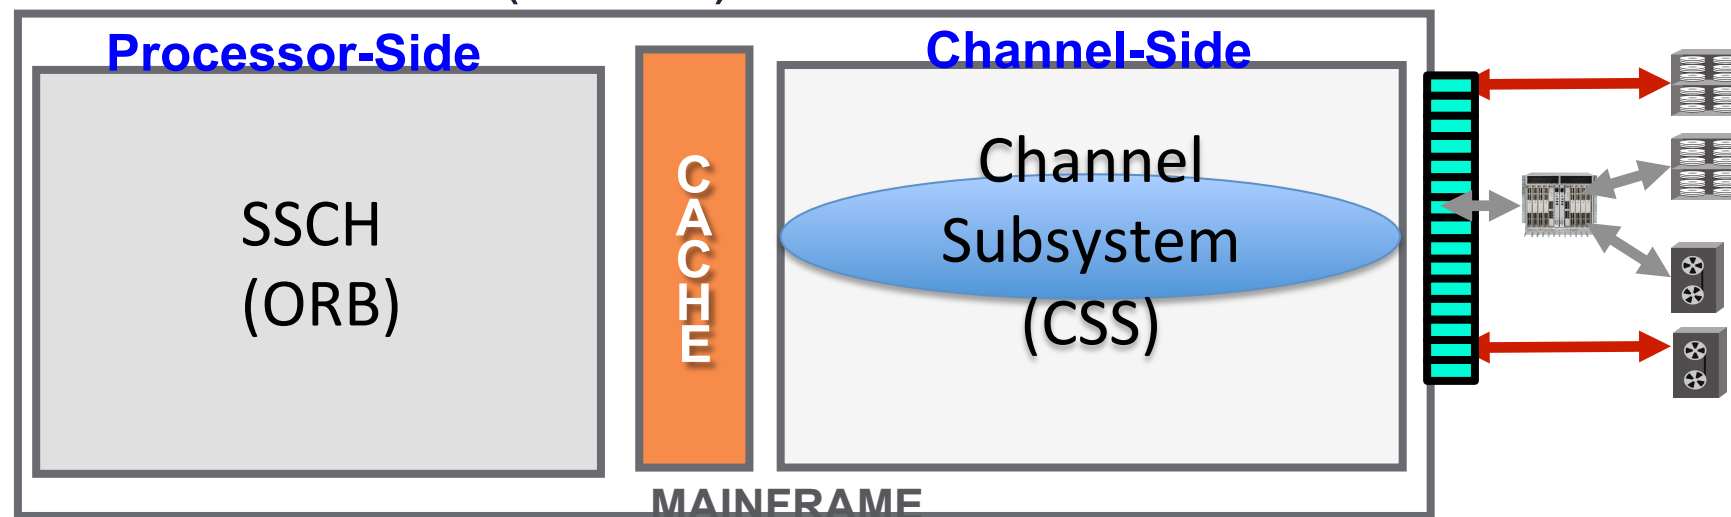 Processor-Side
Channel-Side
SSCH
(ORB)
CACHE
Channel
Subsystem
(CSS)
MAINFRAME